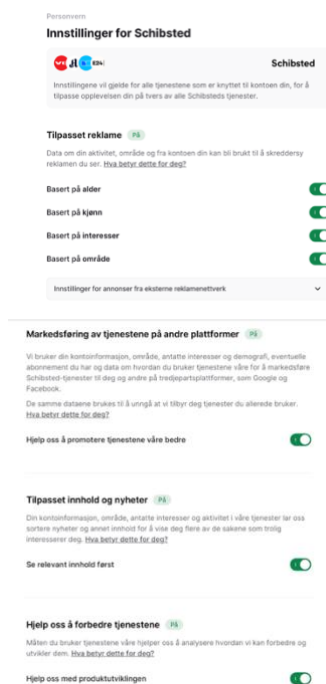 Personvern
Innstillinger for Schibsted
VG
E24
Schibsted
Innstillingene vil gjelde for alle tjenestene som er knyttet til kontoen din, for å
tilpasse opplevelsen din på tvers av alle Schibsteds tjenester.
Tilpasset reklame På
Data om din aktivitet, område og fra kontoen din kan bli brukt til å skreddersy
reklamen du ser. Hva betyr dette for deg?
Basert på alder
Basert på kjønn
Basert på interesser
Basert på område
Innstillinger for annonser fra eksterne reklamenettverk
Markedsføring av tjenestene på andre plattformer På
Vi bruker din kontoinformasjon, område, antatte interesser og demografi, eventuelle
abonnement du har og data om hvordan du bruker tjenestene våre for å markedsføre
Schibsted-tjenester til deg og andre på tredjepartsplattformer, som Google og
Facebook.
De samme dataene brukes til å unngå at vi tilbyr deg tjenester du allerede bruker.
Hva betyr dette for deg?
Hjelp oss å promotere tjenestene våre bedre
Tilpasset innhold og nyheter På
Din kontoinformasjon, område, antatte interesser og aktivitet i våre tjenester lar oss
sortere nyheter og annet innhold for å vise deg flere av de sakene som trolig
interesserer deg. Hva betyr dette for deg?
Se relevant innhold først
Hjelp oss å forbedre tjenestene På
Måten du bruker tjenestene våre hjelper oss å analysere hvordan vi kan forbedre og
utvikler dem. Hva betyr dette for deg?
Hjelp oss med produktutviklingen